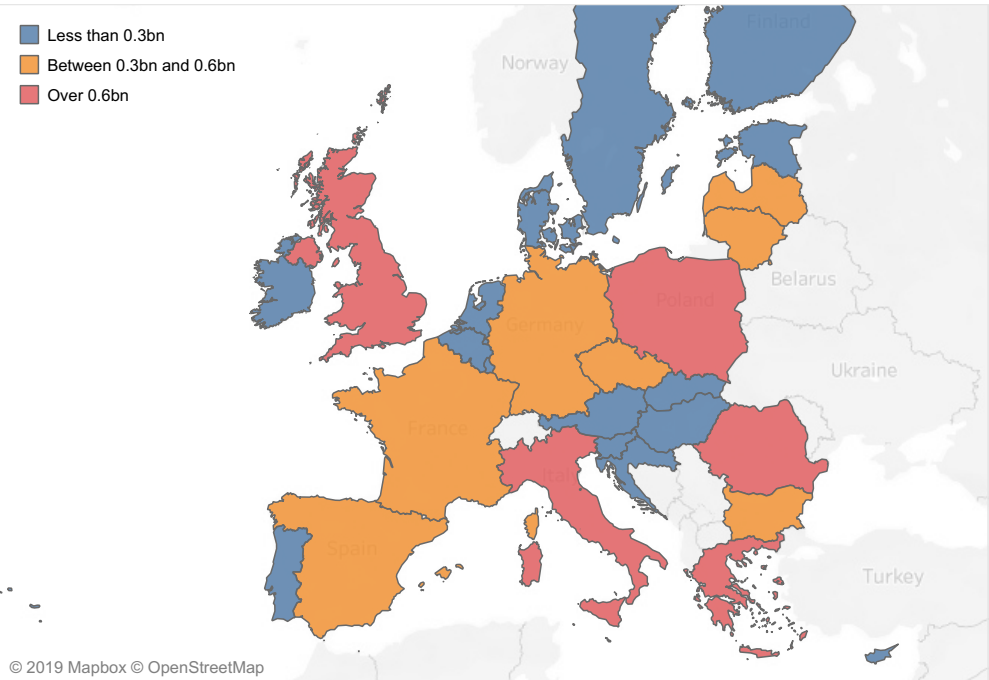 Less than 0.3bn
Between 0.3bn and 0.6bn
Over 0.6bn
Finland
Norway
Belarus
Poland
Germany
Ukraine
France
Italy
Spain
Turkey
© 2019 Mapbox © OpenStreetMap